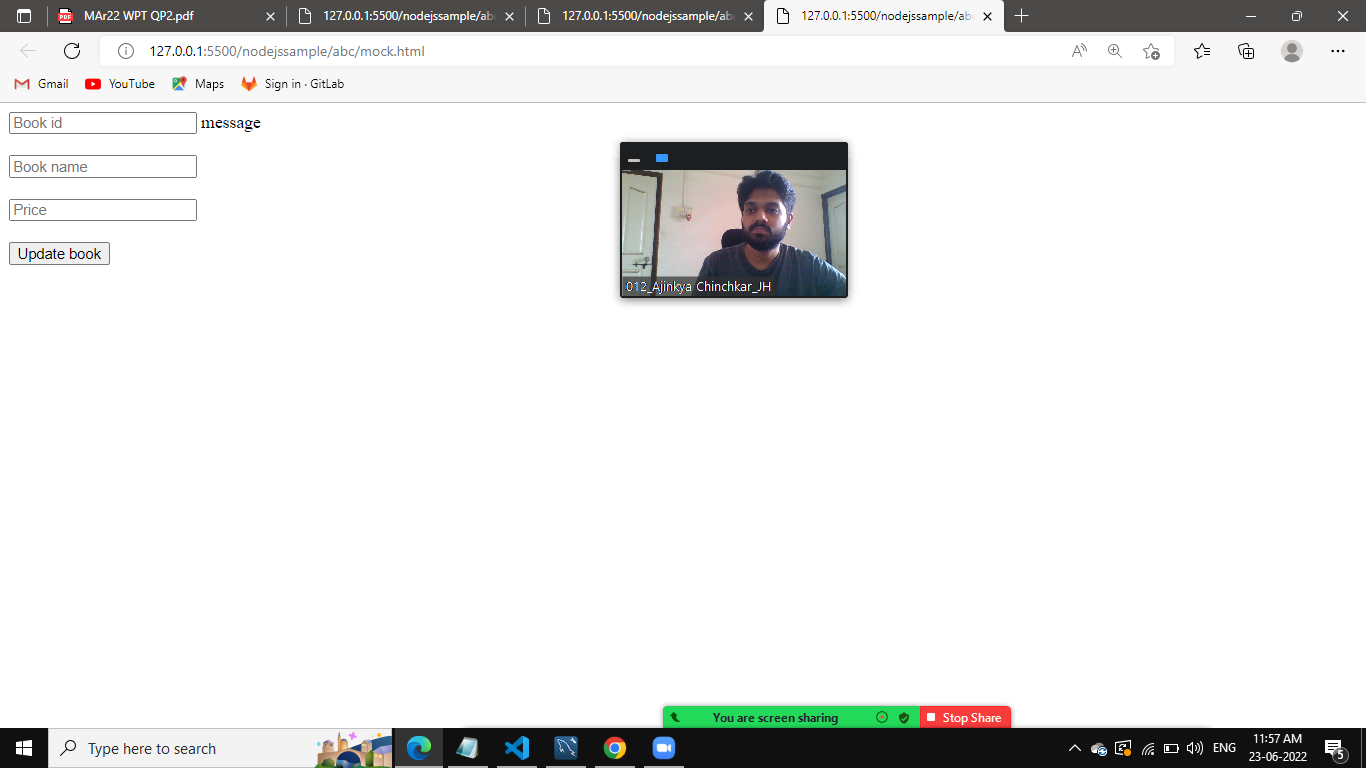 MAr22 WPT QP2.pdf
127.0.0.1:5500/nodejssample/ab
127.0.0.1:5500/nodejssample/ab
127.0.0.1:5500/nodejssample/ab
127.0.0.1:5500/nodejssample/abc/mock.html
Gmail
YouTube
Maps
Sign in · GitLab
Book id message
Book name
Price
Update book
012_Ajinkya Chinchkar_JH
You are screen sharing
Stop Share
Type here to search
ENG
11:57 AM
23-06-2022
5